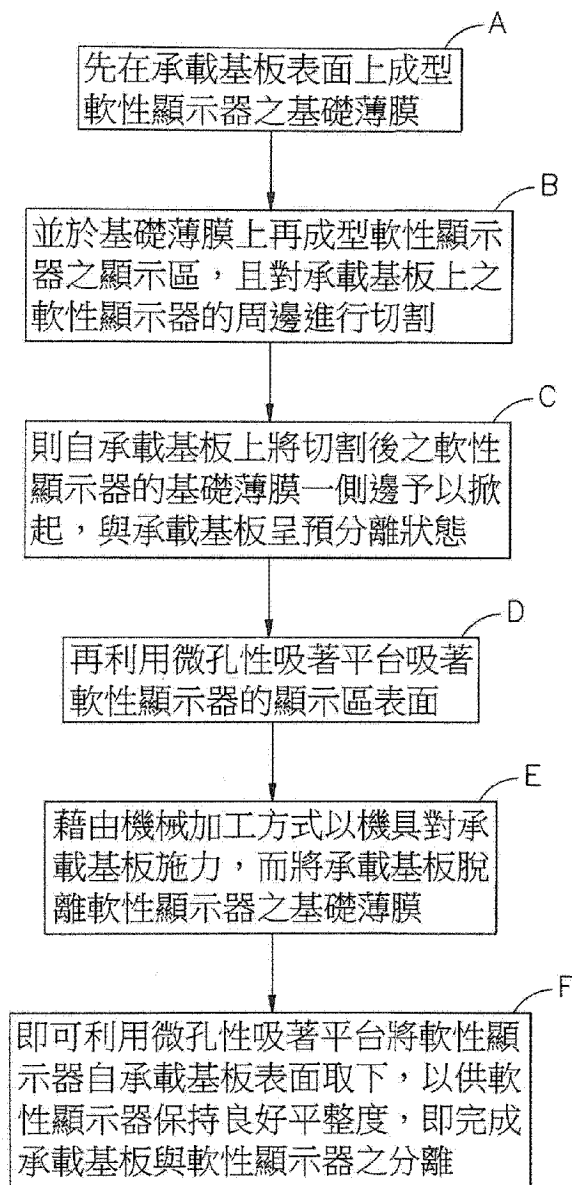 A
先在承載基板表面上成型
軟性顯示器之基礎薄膜
B
並於基礎薄膜上再成型軟性顯示
器之顯示區，且對承載基板上之
軟性顯示器的周邊進行切割
C
則自承載基板上將切割後之軟性
顯示器的基礎薄膜一側邊予以掀
起，與承載基板呈預分離狀態
D
再利用微孔性吸著平台吸著
軟性顯示器的顯示區表面
E
藉由機械加工方式以機具對承
載基板施力，而將承載基板脫
離軟性顯示器之基礎薄膜
F
即可利用微孔性吸著平台將軟性顯
示器自承載基板表面取下，以供軟
性顯示器保持良好平整度，即完成
承載基板與軟性顯示器之分離